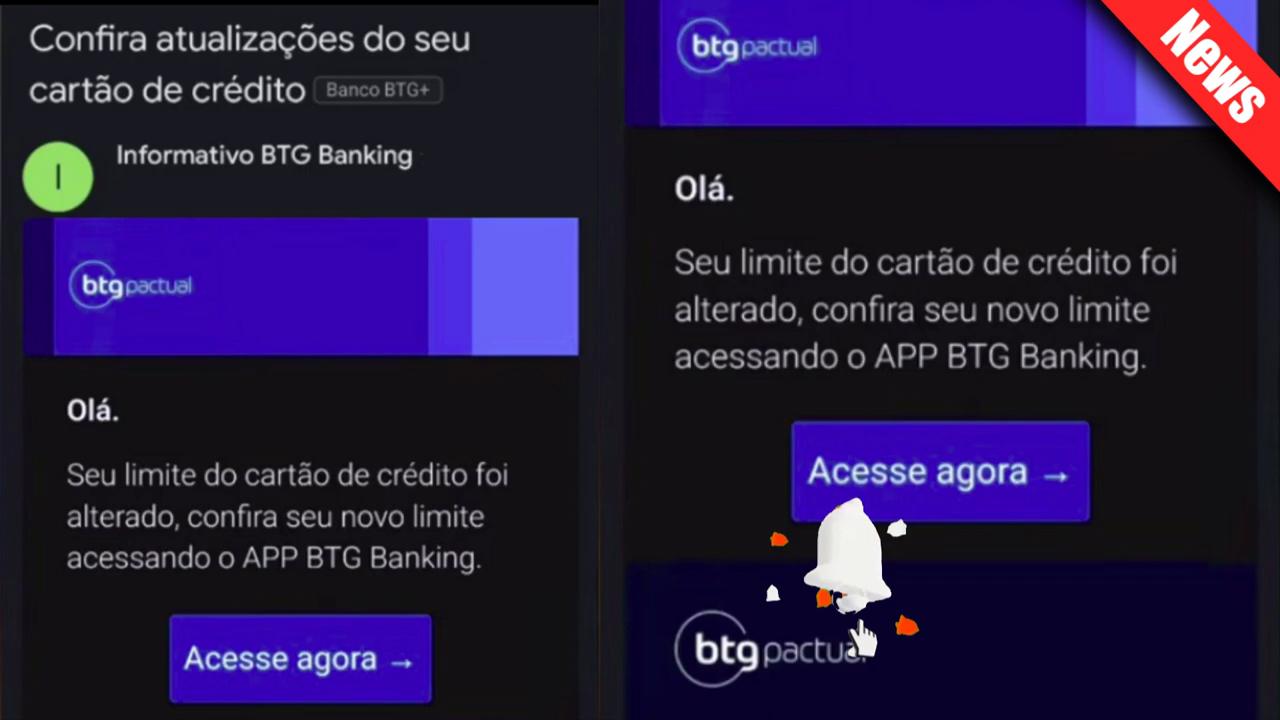 Confira atualizações do seu
cartão de crédito Banco BTG+
I
Informativo BTG Banking
btg pactual
Olá.
Seu limite do cartão de crédito foi
alterado, confira seu novo limite
acessando o APP BTG Banking.
Acesse agora →
btg pactual
News
Olá.
Seu limite do cartão de crédito foi
alterado, confira seu novo limite
acessando o APP BTG Banking.
Acesse agora →
btg pactual